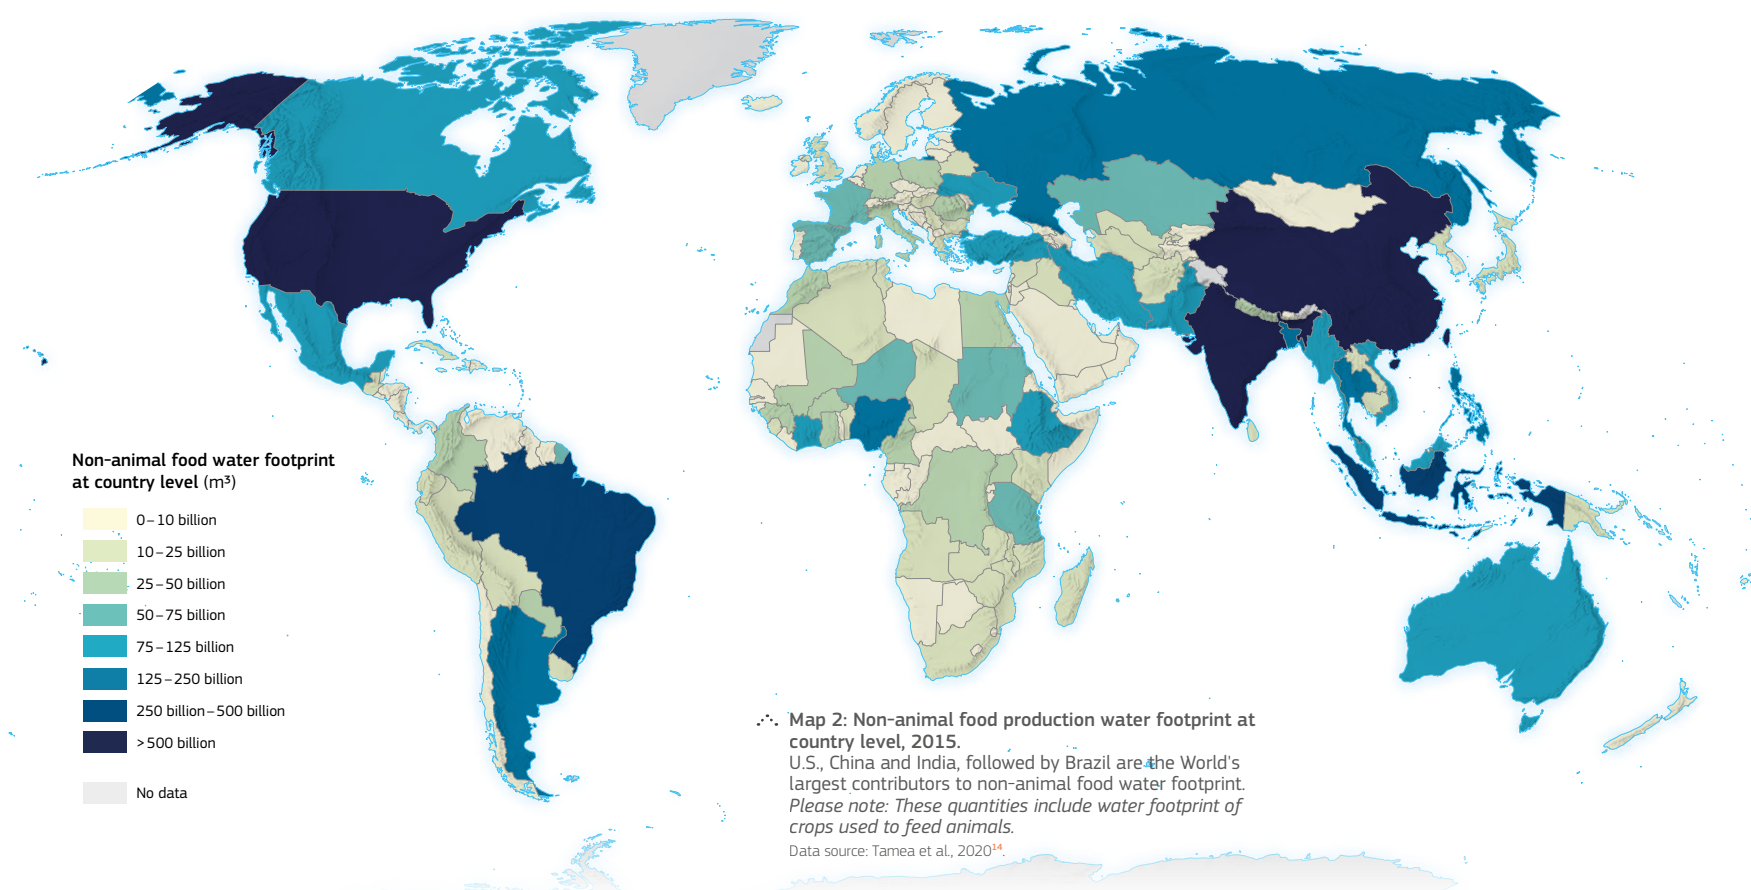 Non-animal food water footprint
at country level (m³)
0–10 billion
10–25 billion
25–50 billion
50–75 billion
75–125 billion
125–250 billion
250 billion–500 billion
>500 billion
No data
Map 2: Non-animal food production water footprint at
country level, 2015.
U.S., China and India, followed by Brazil are the World's
largest contributors to non-animal food water footprint.
Please note: These quantities include water footprint of
crops used to feed animals.
Data source: Tamea et al., 2020¹⁴.